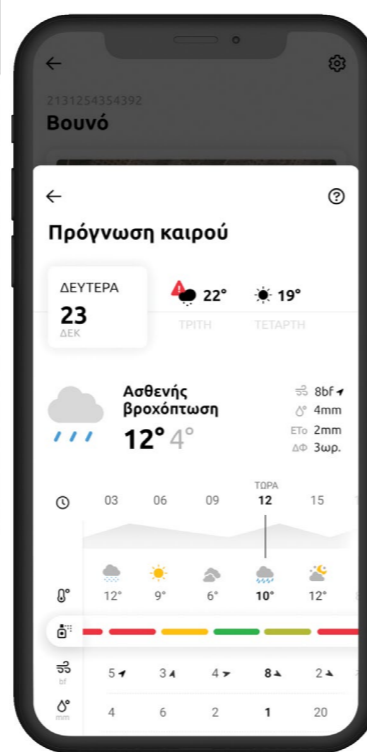 2131254354392
Βουνό
Πρόγνωση καιρού
ΔΕΥΤΕΡΑ
23
ΔΕΚ
22°
ΤΡΙΤΗ
19°
ΤΕΤΑΡΤΗ
Ασθενής
βροχόπτωση
12° 4°
8bf
4mm
ETo 2mm
ΔΦ 3ωρ.
ΤΩΡΑ
03 06 09 12 15
12° 9° 6° 10° 12°
bf 5 3 4 8 2
mm 4 6 2 1 20